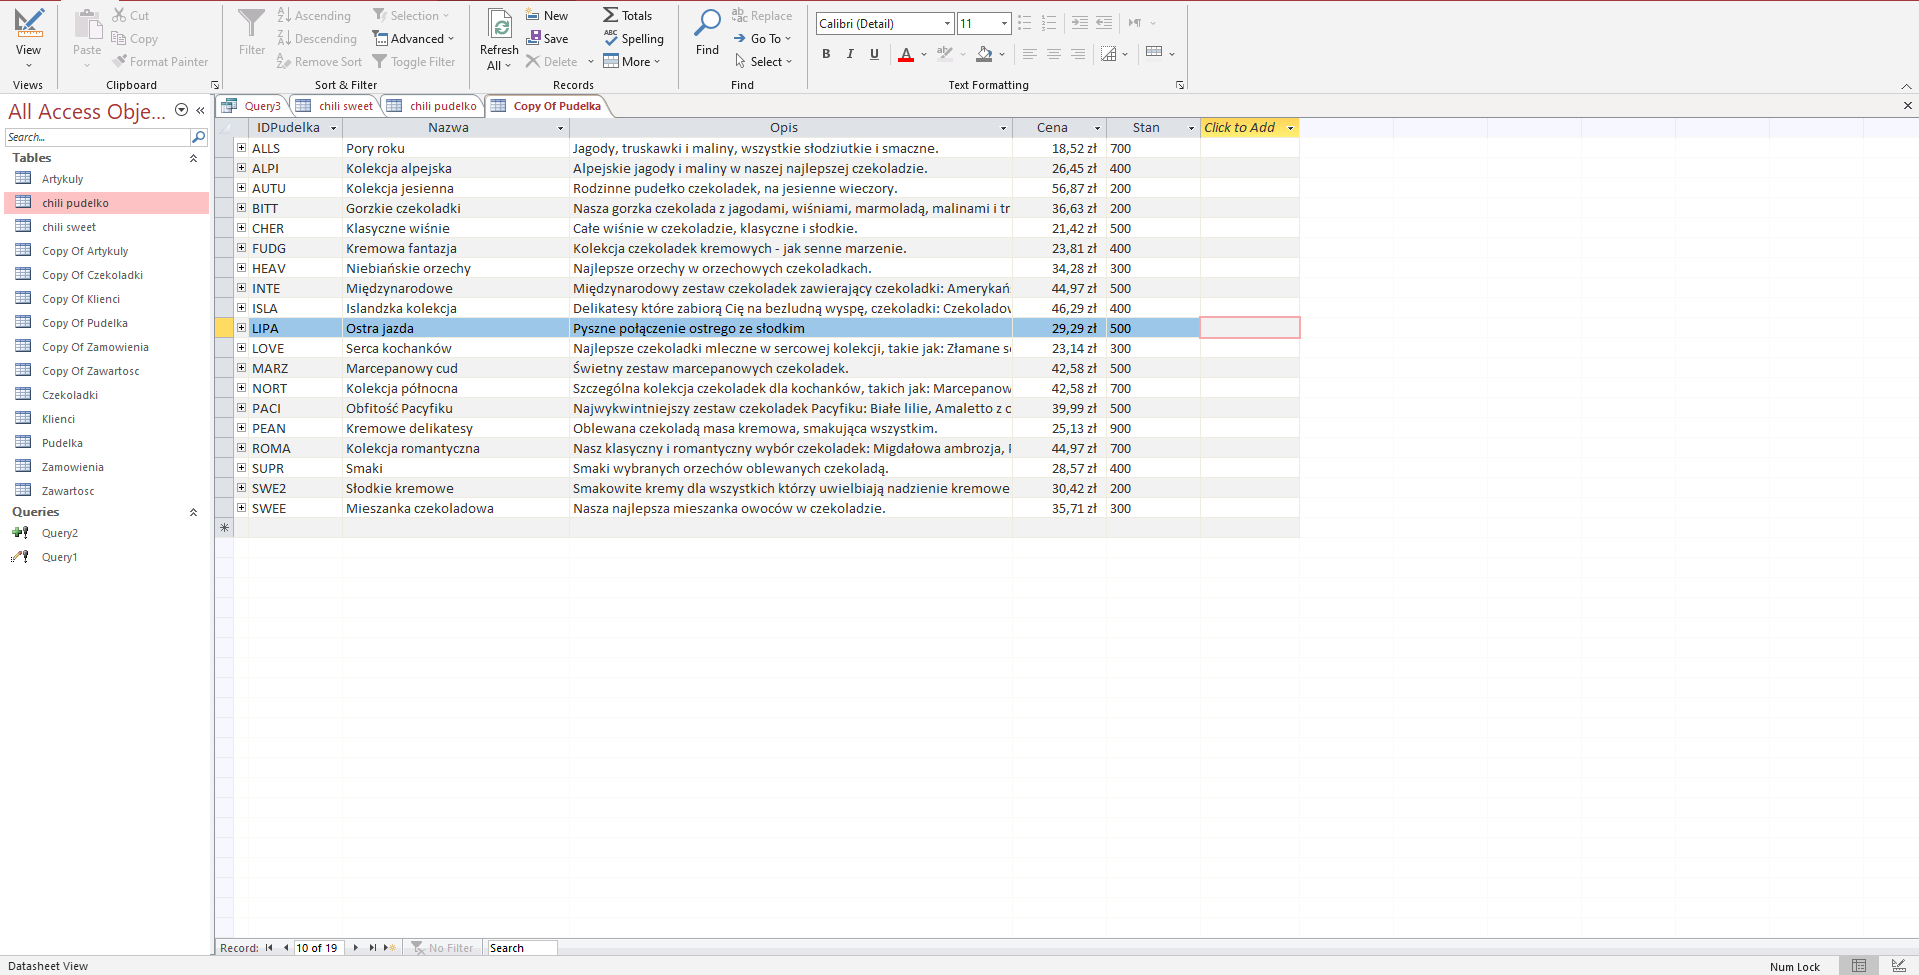 View
Views
Paste
Cut
Copy
Format Painter
Clipboard
Filter
Ascending
Descending
Remove Sort
Selection
Advanced
Toggle Filter
Sort & Filter
Refresh
All
New
Save
Delete
Totals
Spelling
More
Records
Find
Replace
Go To
Select
Find
Calibri (Detail)
11
B I U A
Text Formatting
All Access Obje...
Search...
Tables
Artykuly
chili pudelko
chili sweet
Copy Of Artykuly
Copy Of Czekoladki
Copy Of Klienci
Copy Of Pudelka
Copy Of Zamowienia
Copy Of Zawartosc
Czekoladki
Klienci
Pudelka
Zamowienia
Zawartosc
Queries
Query2
Query1
Query3 chili sweet chili pudelko Copy Of Pudelka
IDPudelka Nazwa Opis Cena Stan Click to Add
ALLS Pory roku Jagody, truskawki i maliny, wszystkie słodziutkie i smaczne. 18,52 zł 700
ALPI Kolekcja alpejska Alpejskie jagody i maliny w naszej najlepszej czekoladzie. 26,45 zł 400
AUTU Kolekcja jesienna Rodzinne pudełko czekoladek, na jesienne wieczory. 56,87 zł 200
BITT Gorzkie czekoladki Nasza gorzka czekolada z jagodami, wiśniami, marmoladą, malinami i tr 36,63 zł 200
CHER Klasyczne wiśnie Całe wiśnie w czekoladzie, klasyczne i słodkie. 21,42 zł 500
FUDG Kremowa fantazja Kolekcja czekoladek kremowych - jak senne marzenie. 23,81 zł 400
HEAV Niebiańskie orzechy Najlepsze orzechy w orzechowych czekoladkach. 34,28 zł 300
INTE Międzynarodowe Międzynarodowy zestaw czekoladek zawierający czekoladki: Amerykań 44,97 zł 500
ISLA Islandzka kolekcja Delikatesy które zabiorą Cię na bezludną wyspę, czekoladki: Czekoladov 46,29 zł 400
LIPA Ostra jazda Pyszne połączenie ostrego ze słodkim 29,29 zł 500
LOVE Serca kochanków Najlepsze czekoladki mleczne w sercowej kolekcji, takie jak: Złamane s 23,14 zł 300
MARZ Marcepanowy cud Świetny zestaw marcepanowych czekoladek. 42,58 zł 500
NORT Kolekcja północna Szczególna kolekcja czekoladek dla kochanków, takich jak: Marcepanow 42,58 zł 700
PACI Obfitość Pacyfiku Najwykwintniejszy zestaw czekoladek Pacyfiku: Białe lilie, Amaletto z c 39,99 zł 500
PEAN Kremowe delikatesy Oblewana czekoladą masa kremowa, smakująca wszystkim. 25,13 zł 900
ROMA Kolekcja romantyczna Nasz klasyczny i romantyczny wybór czekoladek: Migdałowa ambrozja, 44,97 zł 700
SUPR Smaki Smaki wybranych orzechów oblewanych czekoladą. 28,57 zł 400
SWE2 Słodkie kremowe Smakowite kremy dla wszystkich którzy uwielbiają nadzienie kremowe 30,42 zł 200
SWEE Mieszanka czekoladowa Nasza najlepsza mieszanka owoców w czekoladzie. 35,71 zł 300
Record: 10 of 19 No Filter Search
Datasheet View Num Lock